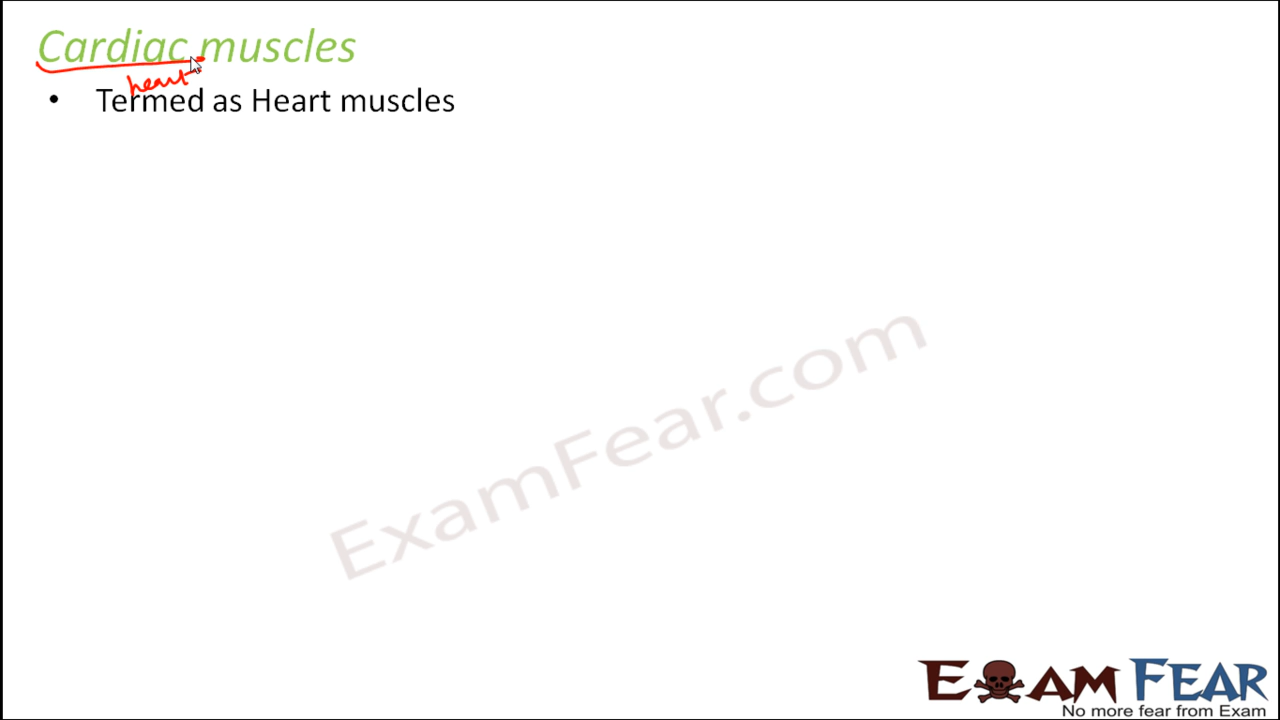 Cardiac muscles
heart
• Termed as Heart muscles
ExamFear.com
EXAM FEAR
No more fear from Exam